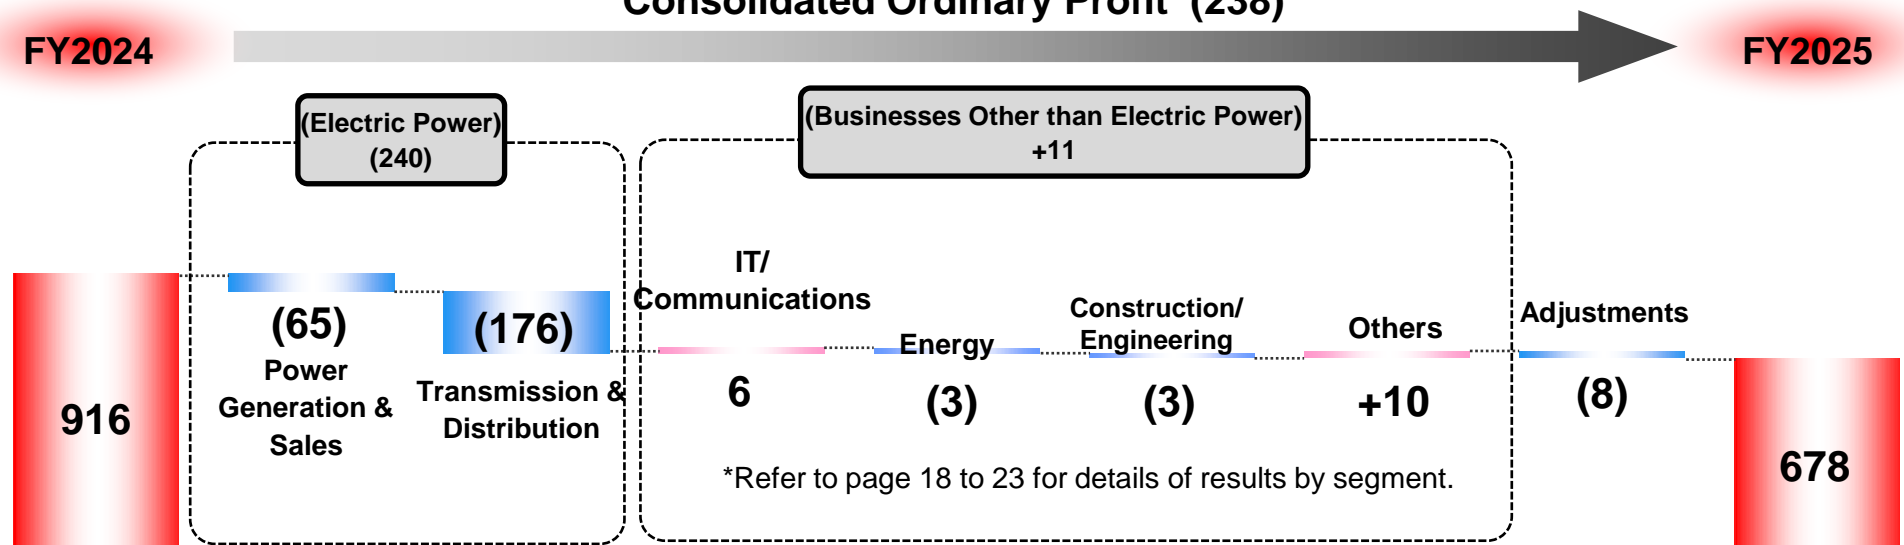 Consolidated Ordinary Profit (238)
FY2024
FY2025
(Electric Power)
(240)
(Businesses Other than Electric Power)
+11
916
(65)
Power
Generation &
Sales
(176)
Transmission &
Distribution
IT/
Communications
6
Energy
(3)
Construction/
Engineering
(3)
Others
+10
Adjustments
(8)
678
*Refer to page 18 to 23 for details of results by segment.